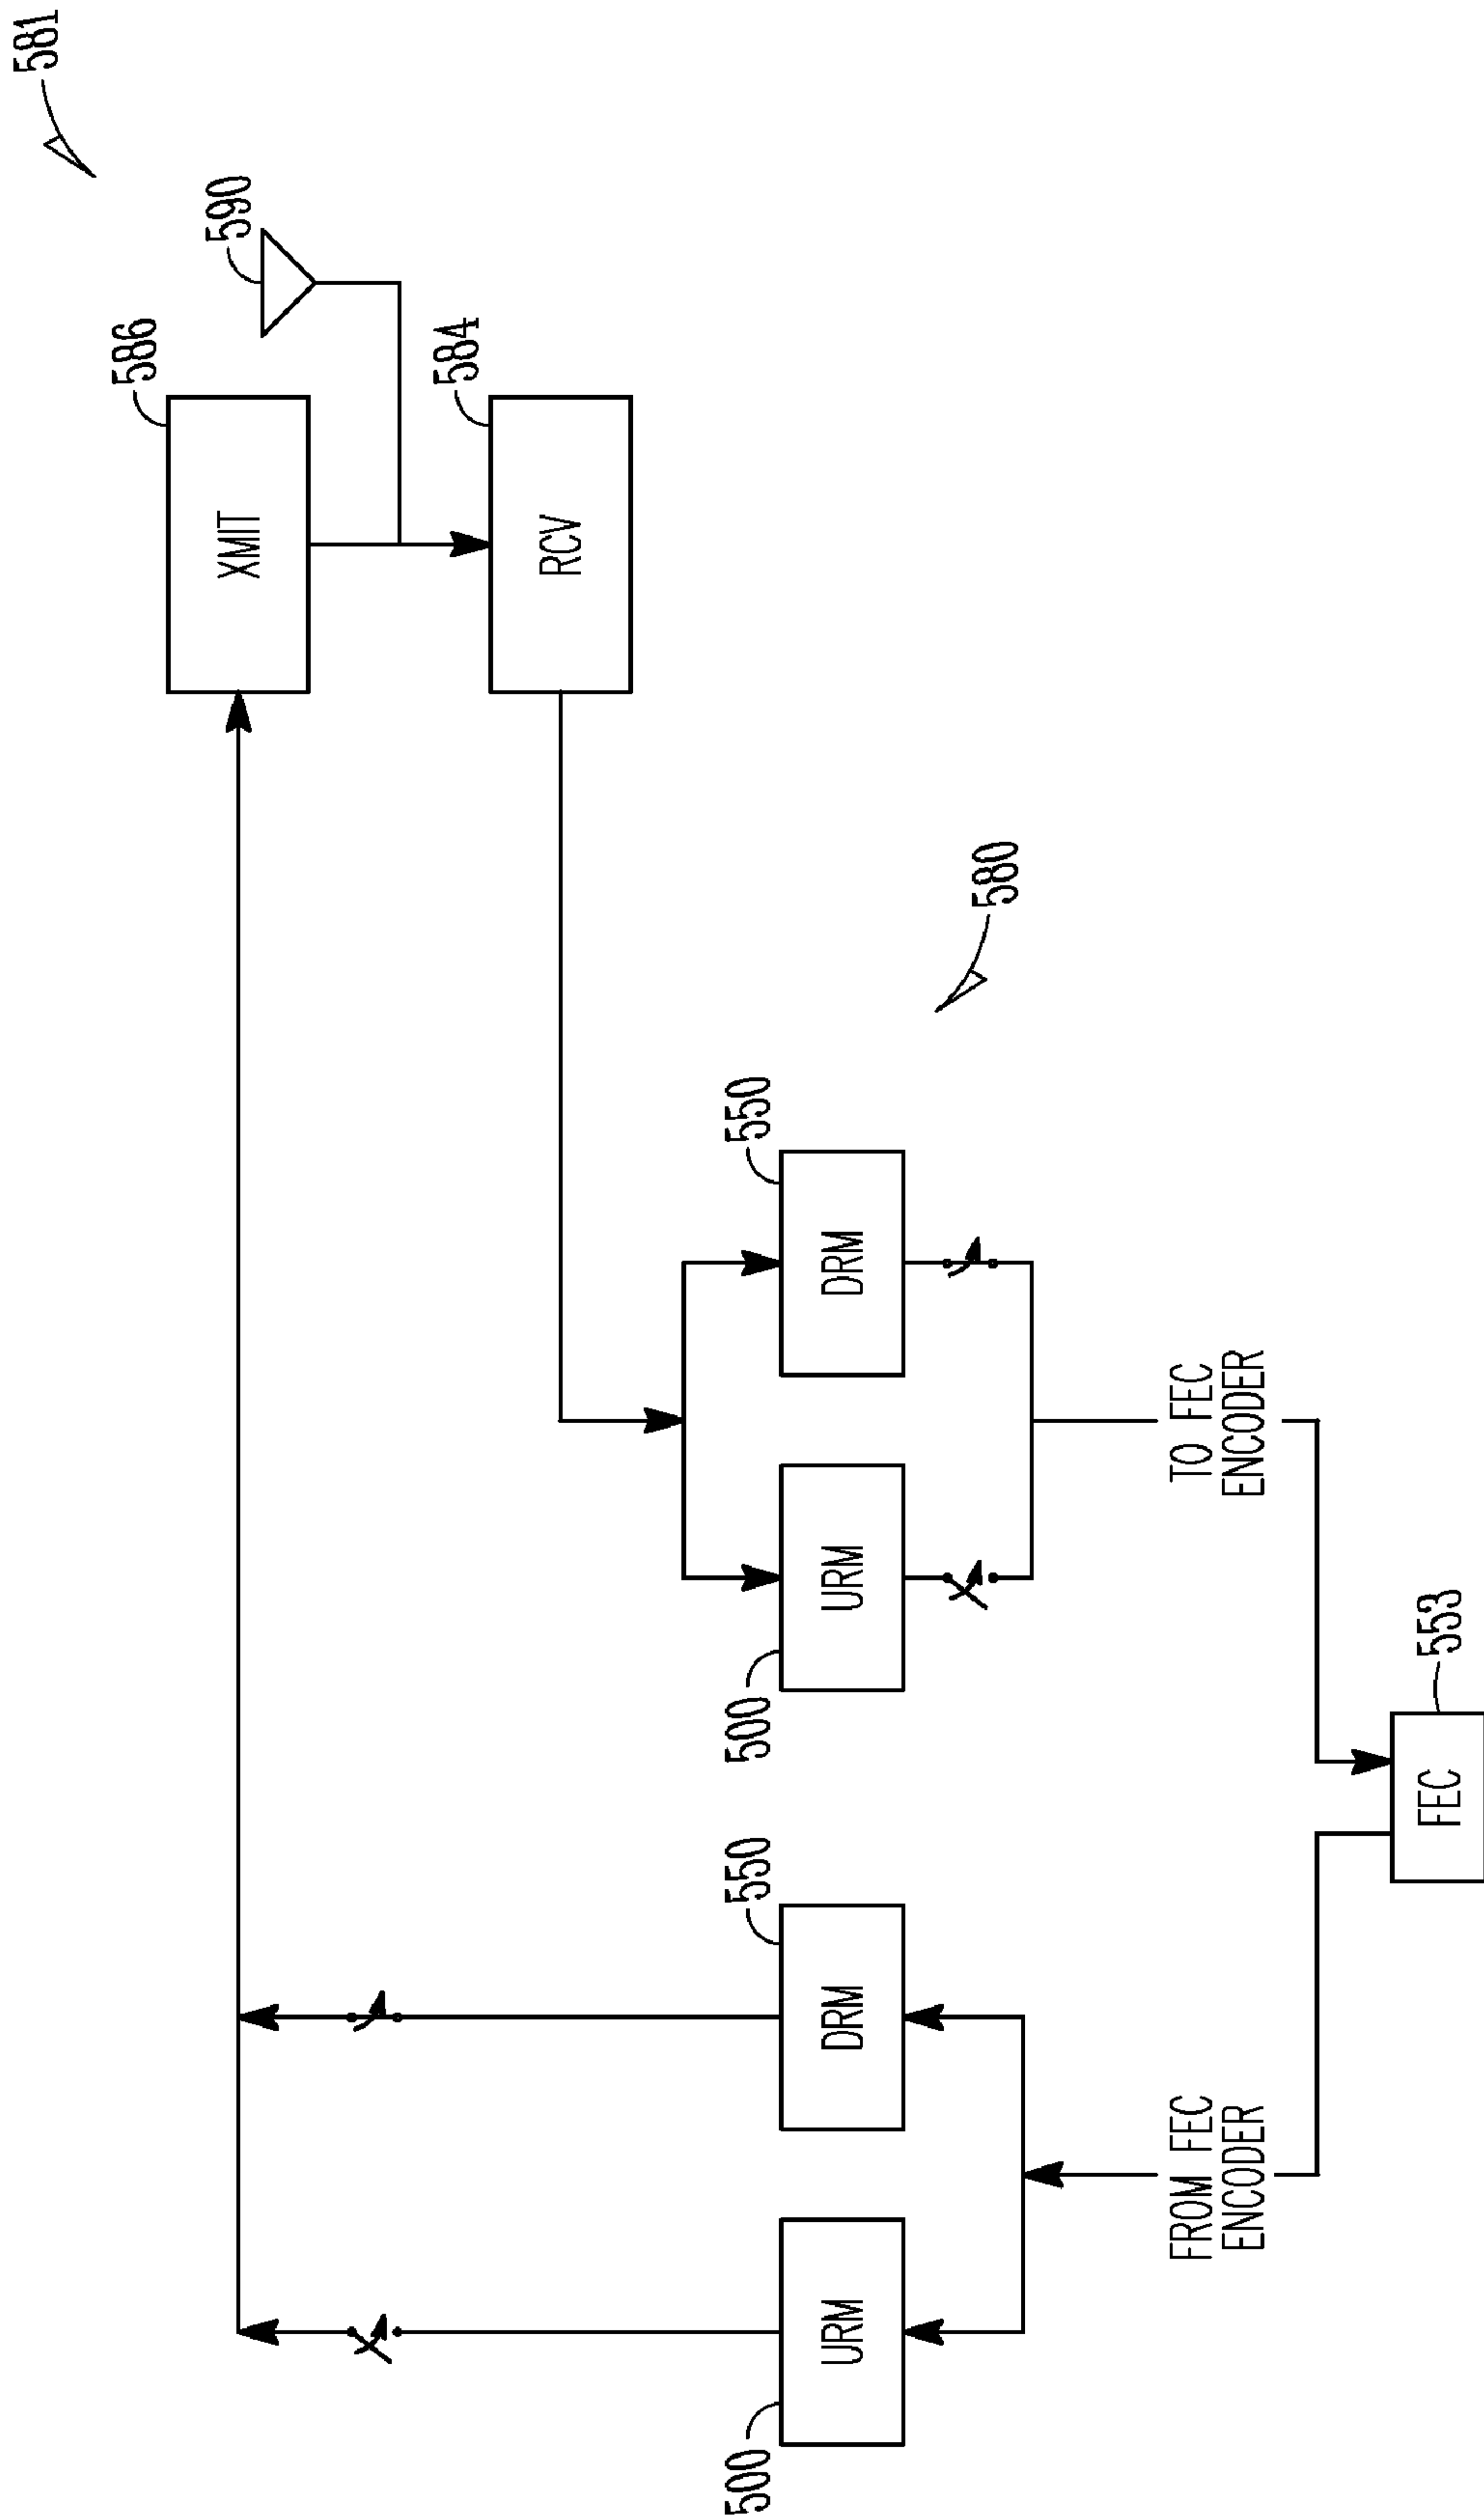 581
590
586
XMIT
584
RCV
580
550
DRM
500
URM
TO FEC
ENCODER
553
FEC
550
DRM
500
URM
FROM FEC
ENCODER